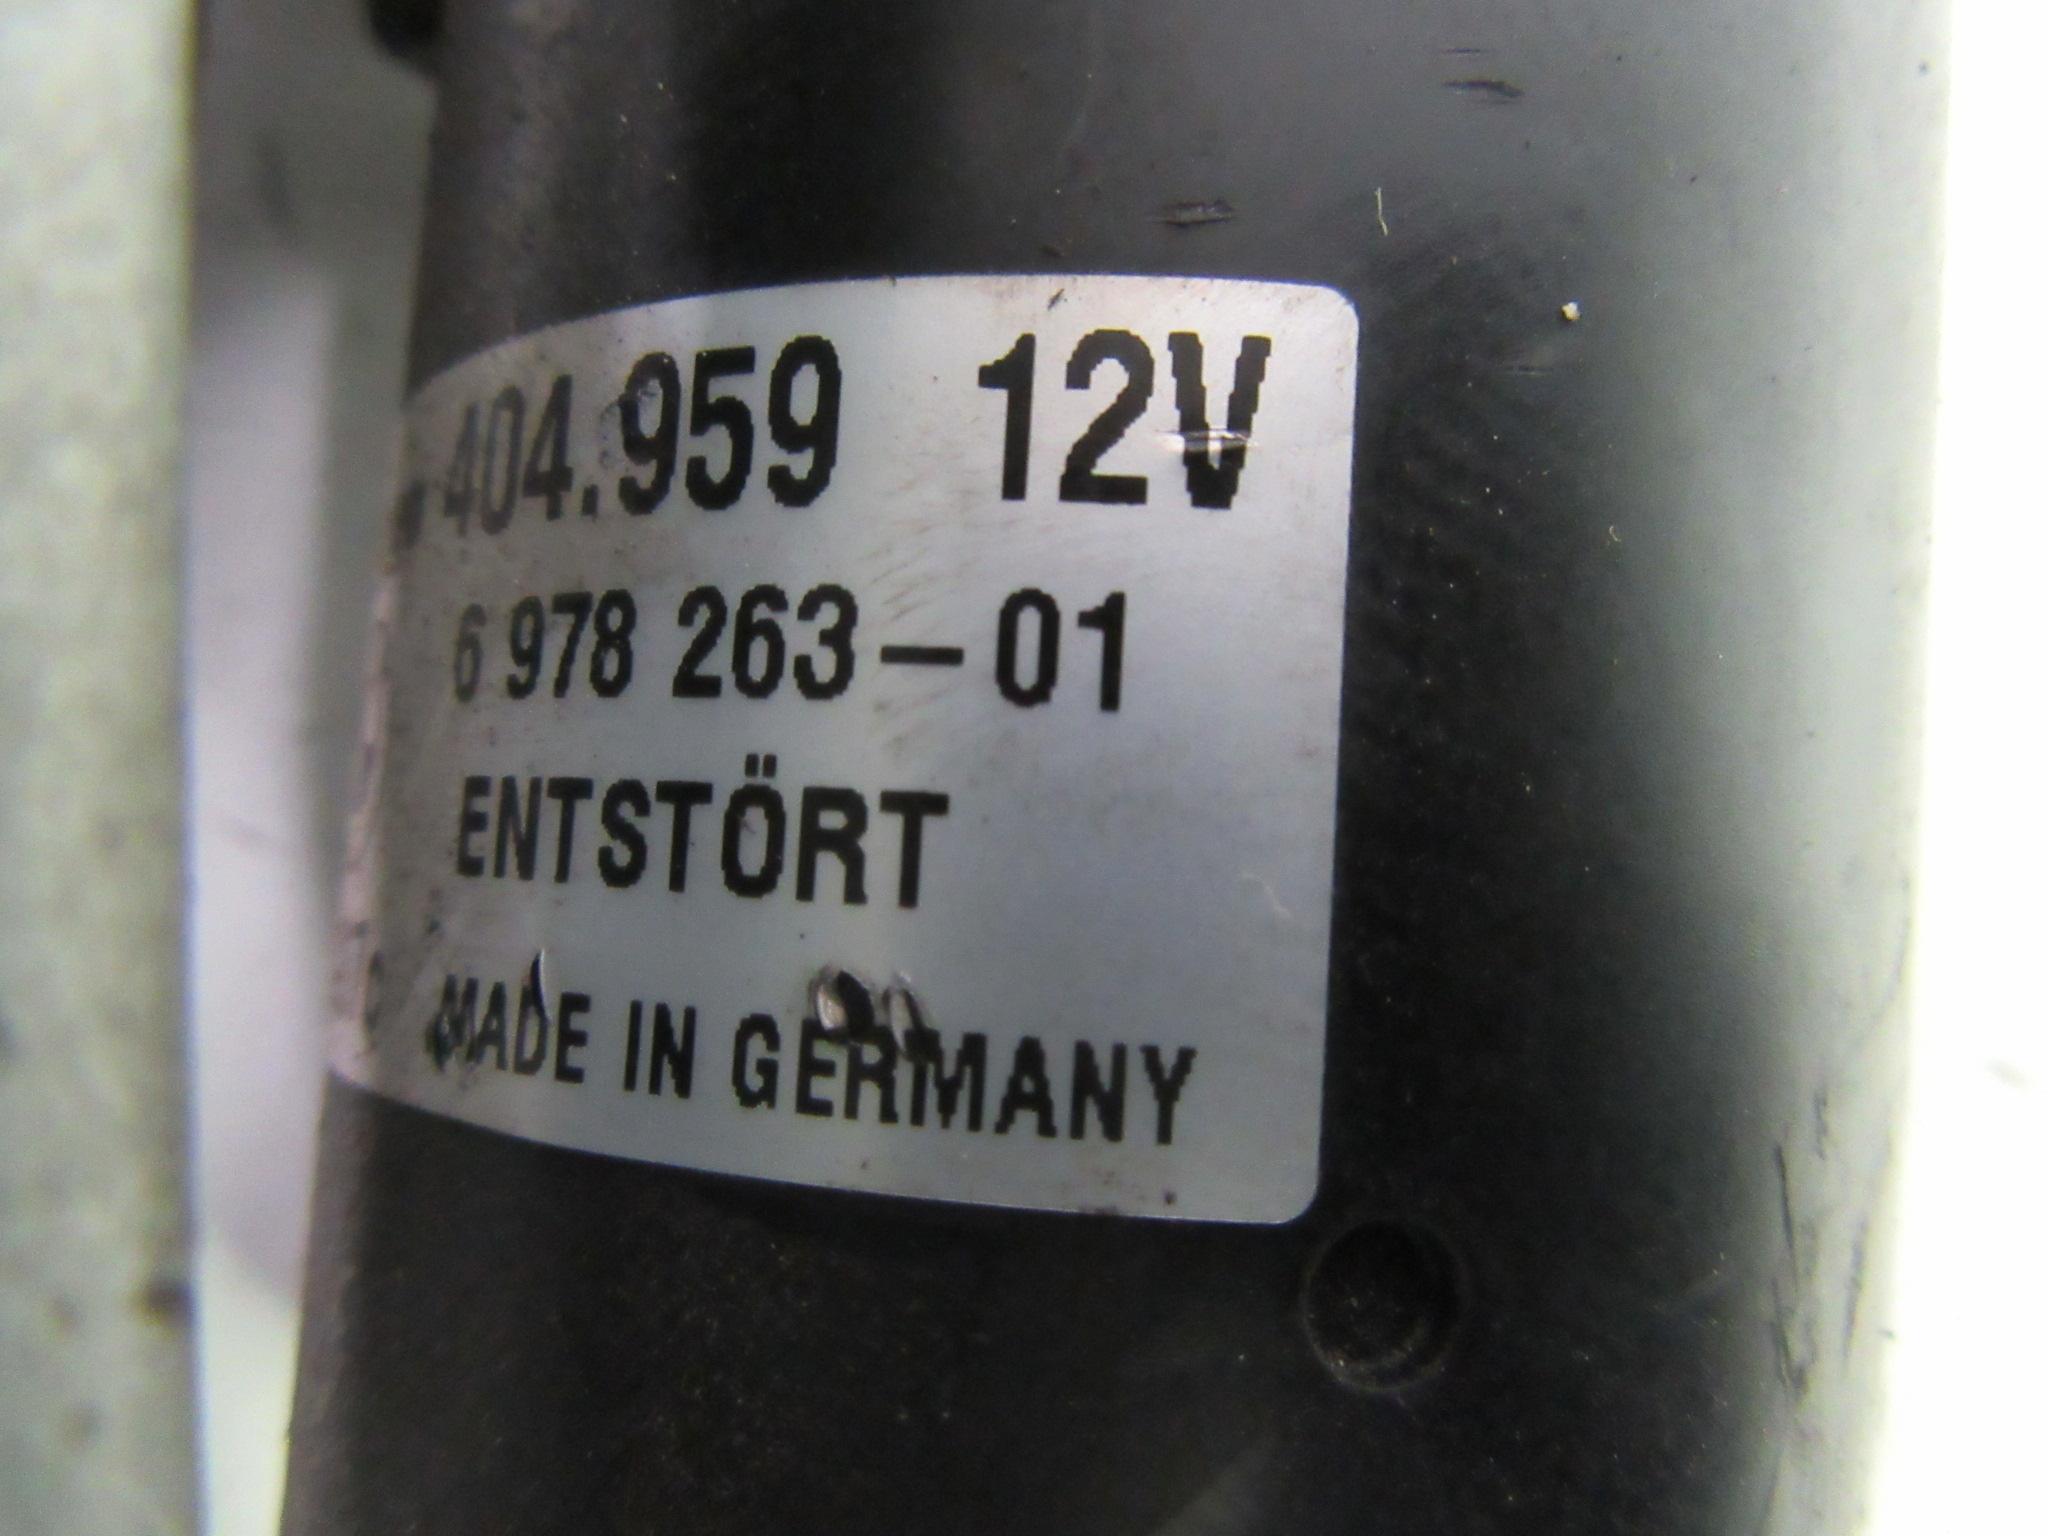 404.959 12V
6 978 263-01
ENTSTÖRT
MADE IN GERMANY